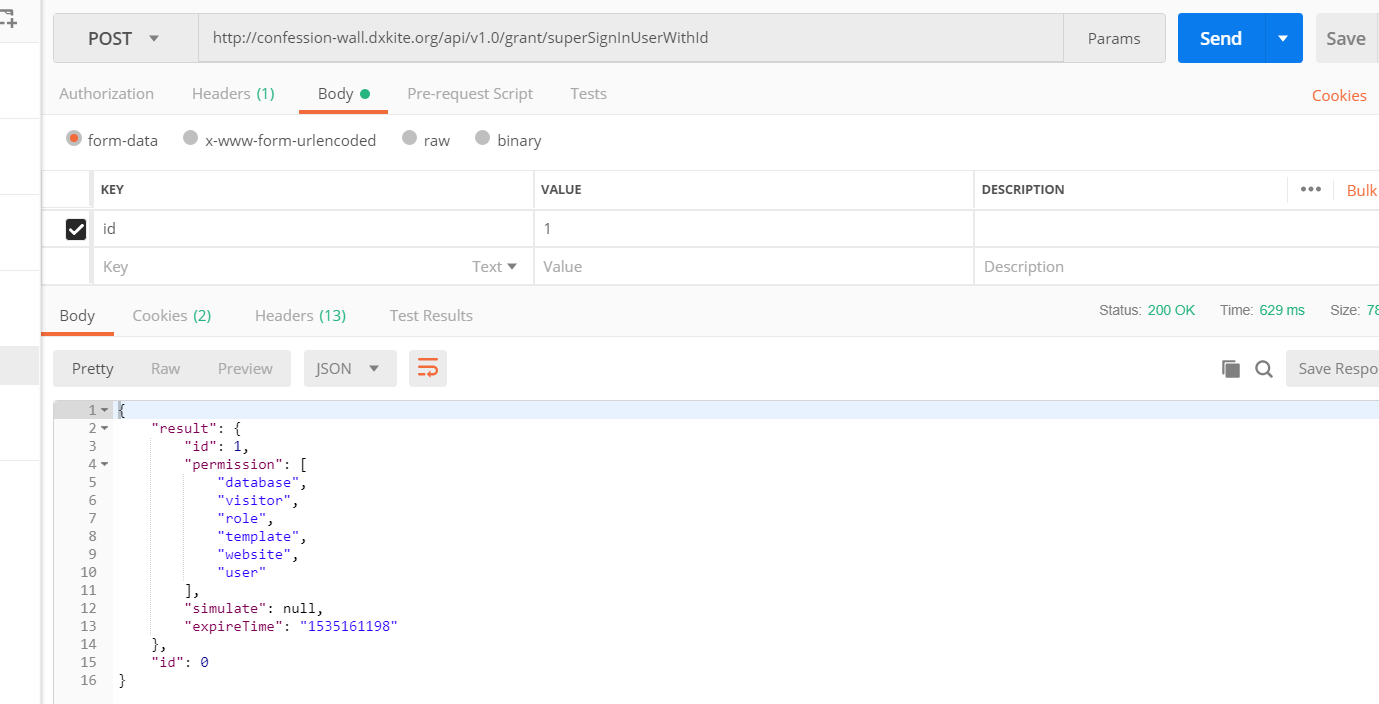 POST http://confession-wall.dxkite.org/api/v1.0/grant/superSignInUserWithId Params Send Save
Authorization Headers (1) Body Pre-request Script Tests Cookies
form-data x-www-form-urlencoded raw binary
KEY VALUE DESCRIPTION ••• Bulk
id 1
Key Text Value Description
Body Cookies (2) Headers (13) Test Results Status: 200 OK Time: 629 ms Size: 78
Pretty Raw Preview JSON Save Respo
1 {
2 "result": {
3 "id": 1,
4 "permission": [
5 "database",
6 "visitor",
7 "role",
8 "template",
9 "website",
10 "user"
11 ],
12 "simulate": null,
13 "expireTime": "1535161198"
14 },
15 "id": 0
16 }